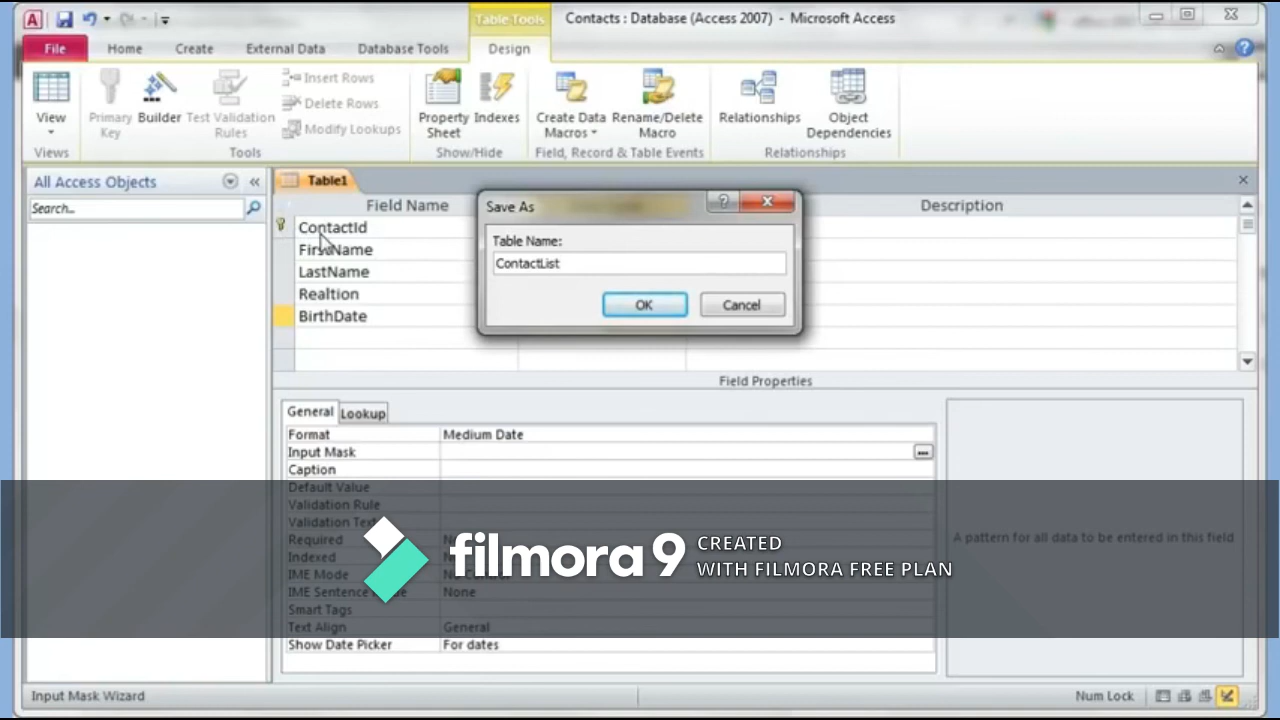 Table Tools
Contacts : Database (Access 2007) - Microsoft Access
File
Home
Create
External Data
Database Tools
Design
View
Primary Key
Builder
Test Validation Rules
Insert Rows
Delete Rows
Modify Lookups
Property Sheet
Indexes
Create Data Macros
Rename/Delete Macro
Relationships
Object Dependencies
Views
Tools
Show/Hide
Field, Record & Table Events
Relationships
All Access Objects
Search...
Table1
Field Name
Description
ContactId
FirstName
LastName
Realtion
BirthDate
Save As
Table Name:
ContactList
OK
Cancel
Field Properties
General
Lookup
Format Medium Date
Input Mask
Caption
Default Value
Validation Rule
Validation Text
Required
Indexed
IME Mode
IME Sentence Mode None
Smart Tags
Text Align General
Show Date Picker For dates
A pattern for all data to be entered in this field
filmora 9
CREATED
WITH FILMORA FREE PLAN
Input Mask Wizard
Num Lock